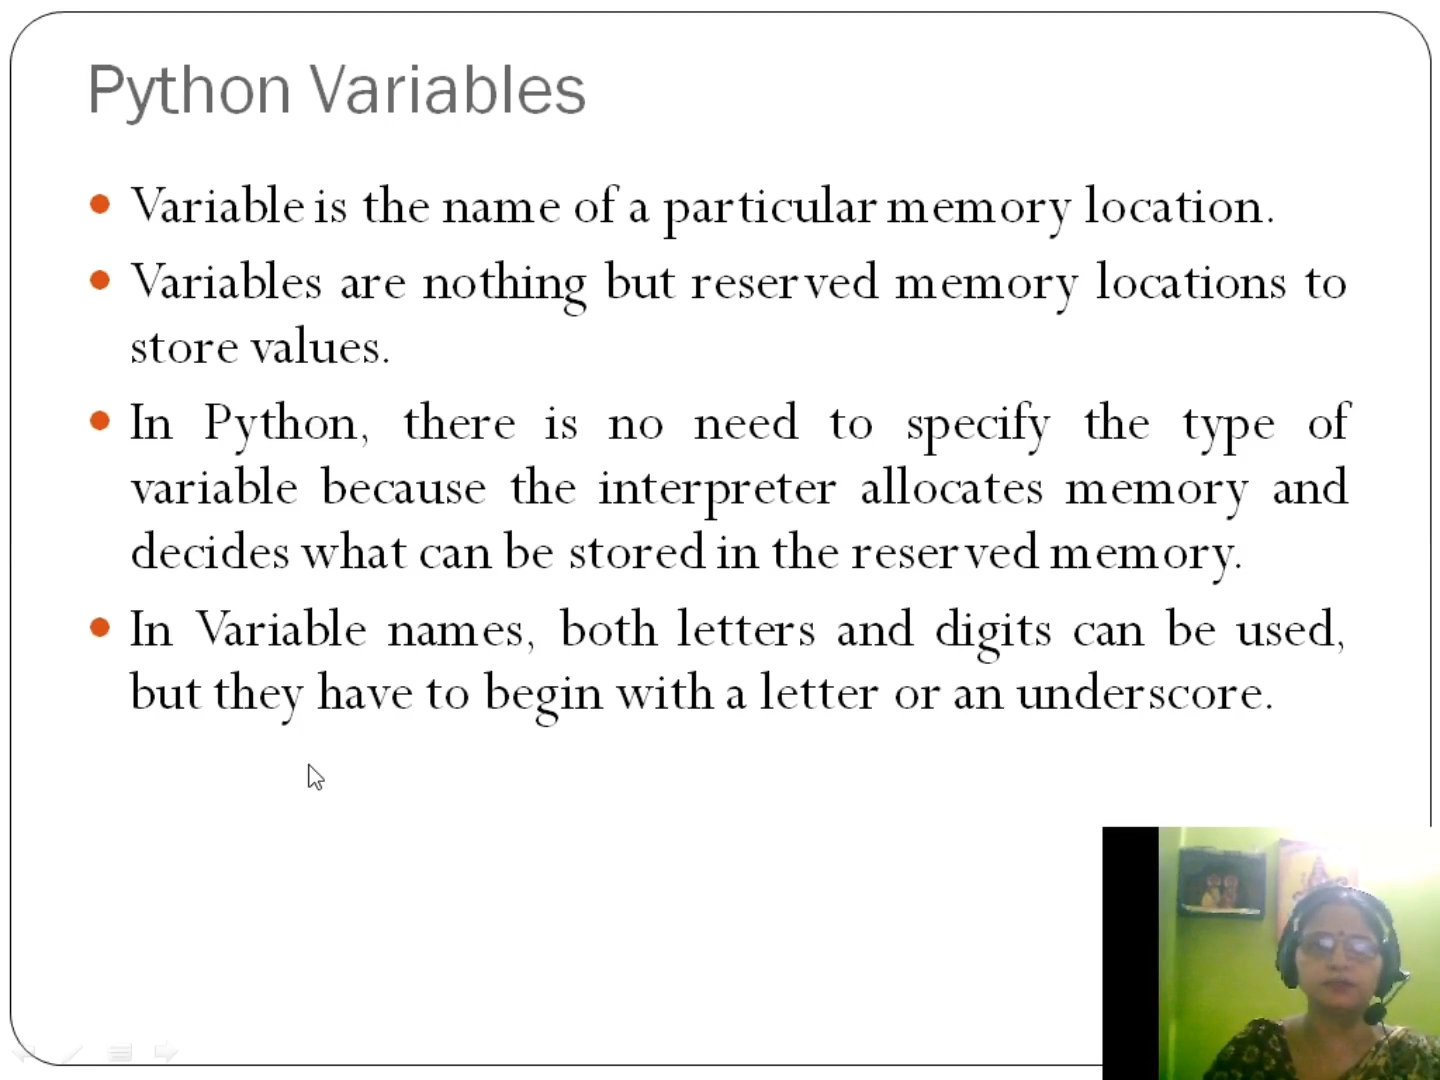 Python Variables
Variable is the name of a particular memory location.
Variables are nothing but reserved memory locations to
store values.
In Python, there is no need to specify the type of
variable because the interpreter allocates memory and
decides what can be stored in the reserved memory.
In Variable names, both letters and digits can be used,
but they have to begin with a letter or an underscore.